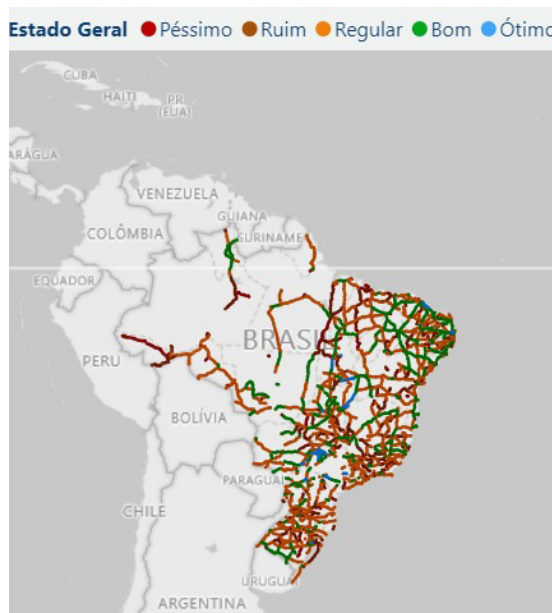 Estado Geral Péssimo Ruim Regular Bom Ótimo
CUBA
HAITI
PR
(EUA)
ARÁGUA
VENEZUELA
GUIANA
COLÔMBIA
SURINAME
EQUADOR
BRASIL
PERU
BOLÍVIA
PARAGUAI
CHILE
URUGUAI
ARGENTINA